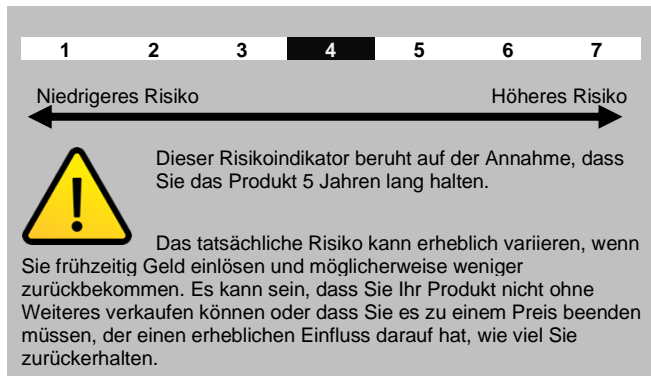 1 2 3 4 5 6 7
Niedrigeres Risiko Höheres Risiko
Dieser Risikoindikator beruht auf der Annahme, dass
Sie das Produkt 5 Jahren lang halten.
Das tatsächliche Risiko kann erheblich variieren, wenn
Sie frühzeitig Geld einlösen und möglicherweise weniger
zurückbekommen. Es kann sein, dass Sie Ihr Produkt nicht ohne
Weiteres verkaufen können oder dass Sie es zu einem Preis beenden
müssen, der einen erheblichen Einfluss darauf hat, wie viel Sie
zurückerhalten.